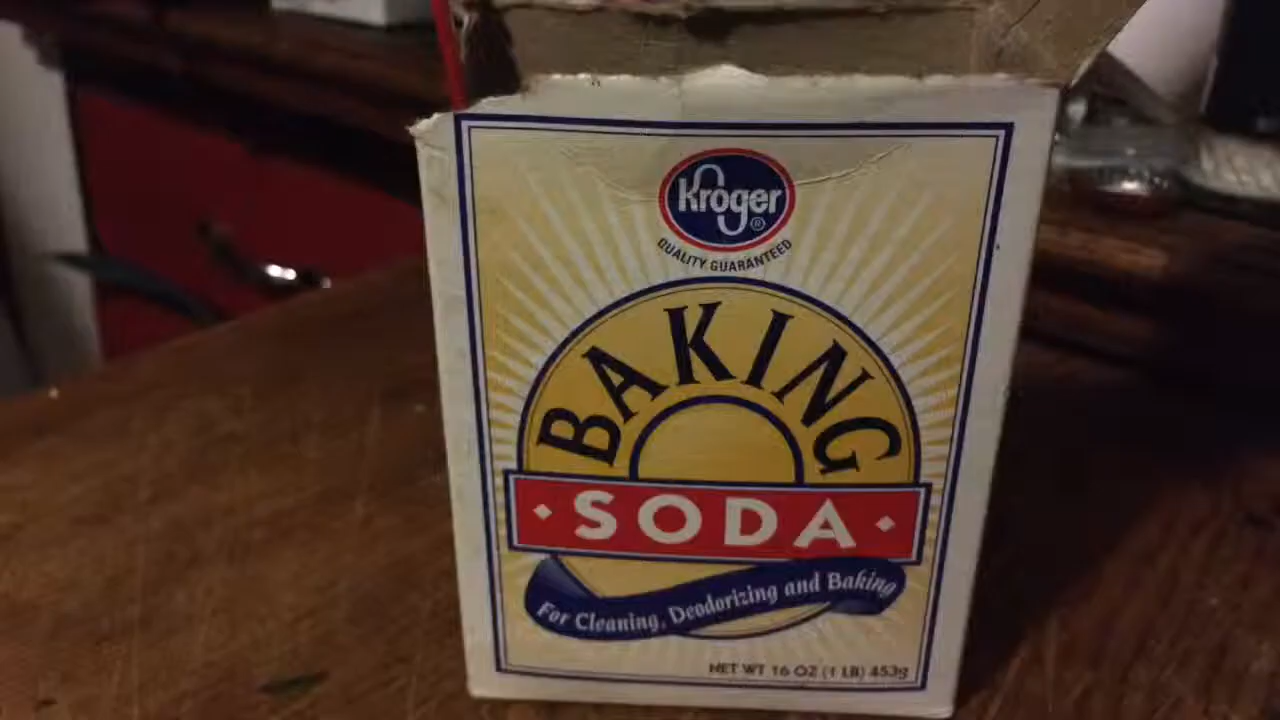 Kroger®
QUALITY GUARANTEED
BAKING
SODA
For Cleaning, Deodorizing and Baking
NET WT 16 OZ (1 LB) 453g